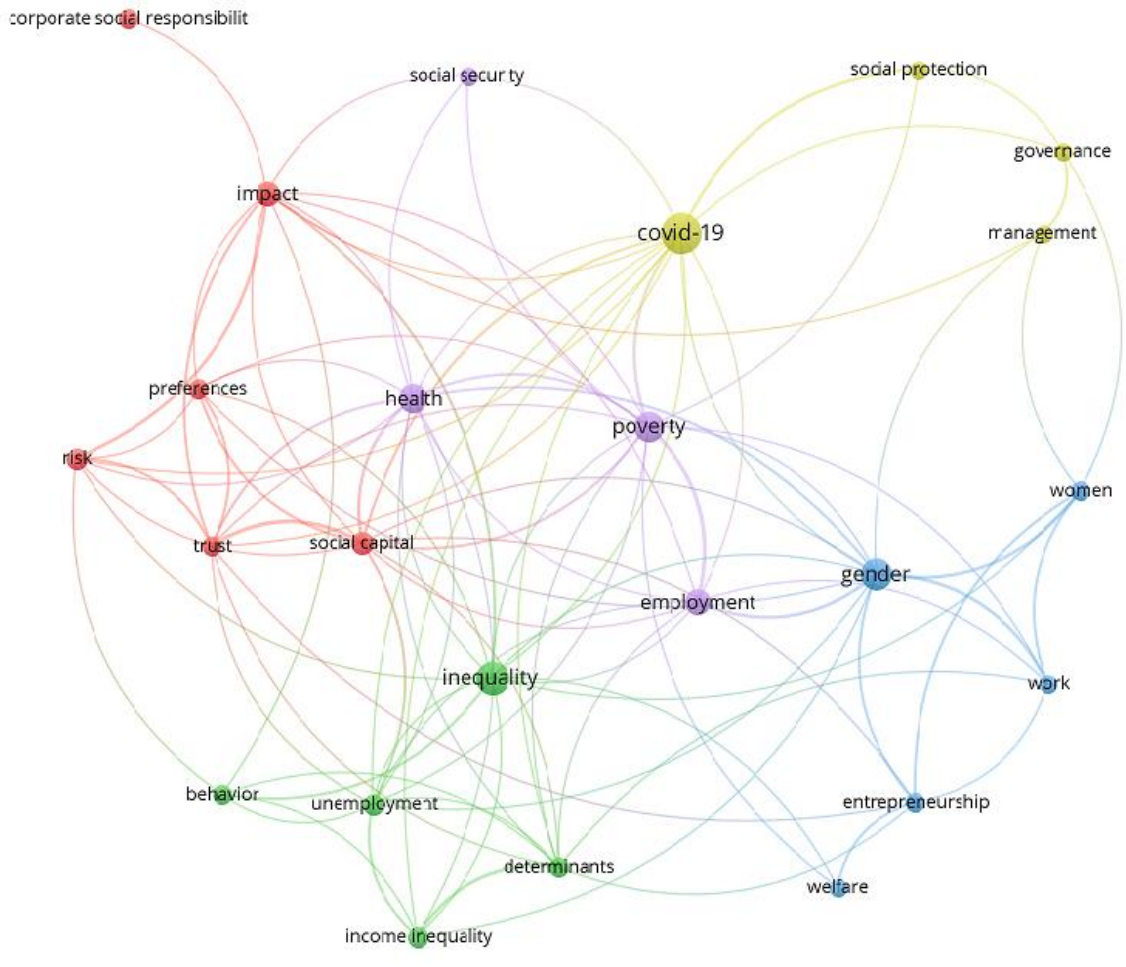 corporate social responsibilit
social security
social protection
governance
impact
covid-19
management
preferences
health
poverty
risk
women
trust
social capital
gender
employment
inequality
work
behavior
unemployment
entrepreneurship
determinants
welfare
income inequality